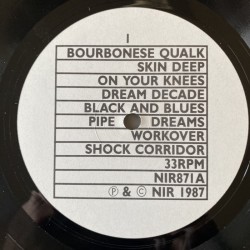 I
BOURBONESE QUALK
SKIN DEEP
ON YOUR KNEES
DREAM DECADE
BLACK AND BLUES
PIPE DREAMS
WORKOVER
SHOCK CORRIDOR
33RPM
NIR871A
℗ & © NIR 1987